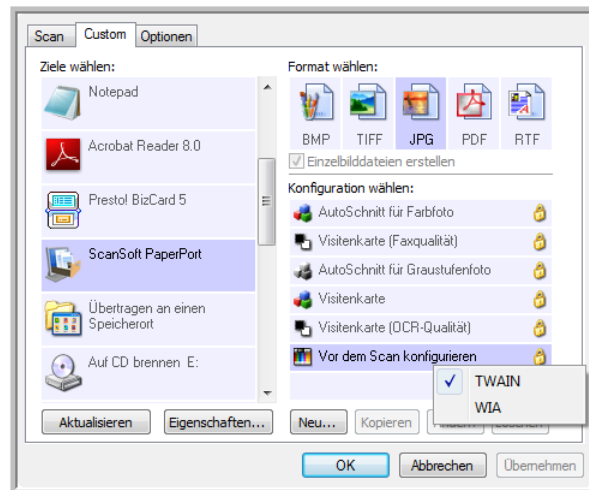 Scan Custom Optionen
Ziele wählen:
Notepad
Acrobat Reader 8.0
Presto! BizCard 5
ScanSoft PaperPort
Übertragen an einen
Speicherort
Auf CD brennen E:
Aktualisieren Eigenschaften...
Format wählen:
BMP TIFF JPG PDF RTF
Einzelbilddateien erstellen
Konfiguration wählen:
AutoSchnitt für Farbfoto
Visitenkarte (Faxqualität)
AutoSchnitt für Graustufenfoto
Visitenkarte
Visitenkarte (OCR-Qualität)
Vor dem Scan konfigurieren
TWAIN
WIA
Neu... Kopieren
OK Abbrechen Übernehmen